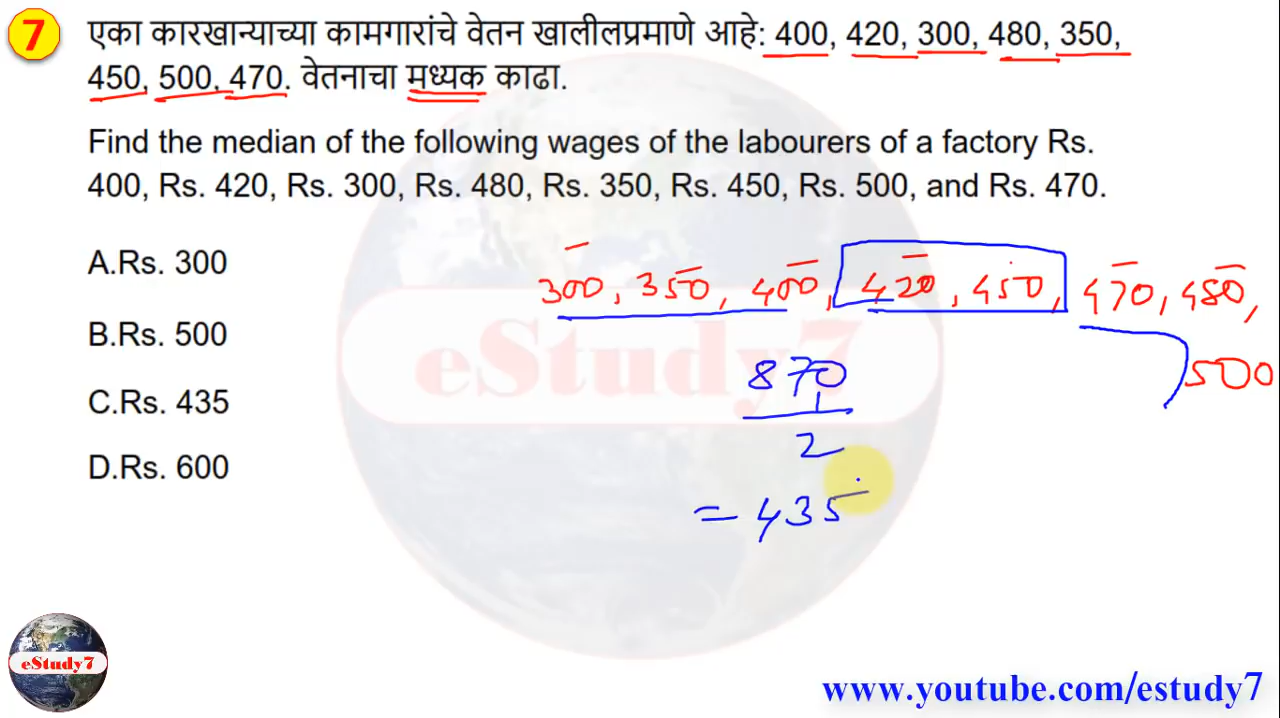 7
एका कारखान्याच्या कामगारांचे वेतन खालीलप्रमाणे आहे: 400, 420, 300, 480, 350,
450, 500, 470. वेतनाचा मध्यक काढा.
Find the median of the following wages of the labourers of a factory Rs.
400, Rs. 420, Rs. 300, Rs. 480, Rs. 350, Rs. 450, Rs. 500, and Rs. 470.
A.Rs. 300
300, 350, 400, 420, 450, 470, 480,
500
B.Rs. 500
eStudy7
870
C.Rs. 435
2
D.Rs. 600
= 435
eStudy7
www.youtube.com/estudy7